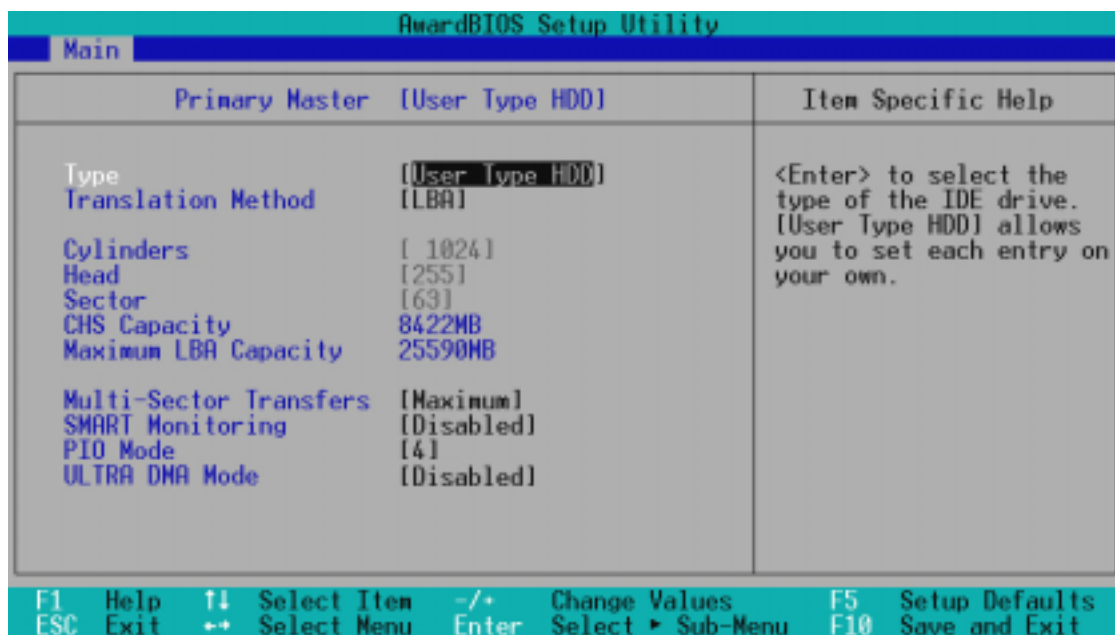 AwardBIOS Setup Utility
Main
Primary Master [User Type HDD]
Item Specific Help
Type [User Type HDD]
Translation Method [LBA]
Cylinders [ 1024]
Head [255]
Sector [63]
CHS Capacity 8422MB
Maximum LBA Capacity 25590MB
Multi-Sector Transfers [Maximum]
SMART Monitoring [Disabled]
PIO Mode [4]
ULTRA DMA Mode [Disabled]
<Enter> to select the
type of the IDE drive.
[User Type HDD] allows
you to set each entry on
your own.
F1 Help ↑↓ Select Item -/+ Change Values F5 Setup Defaults
ESC Exit ←→ Select Menu Enter Select ► Sub-Menu F10 Save and Exit